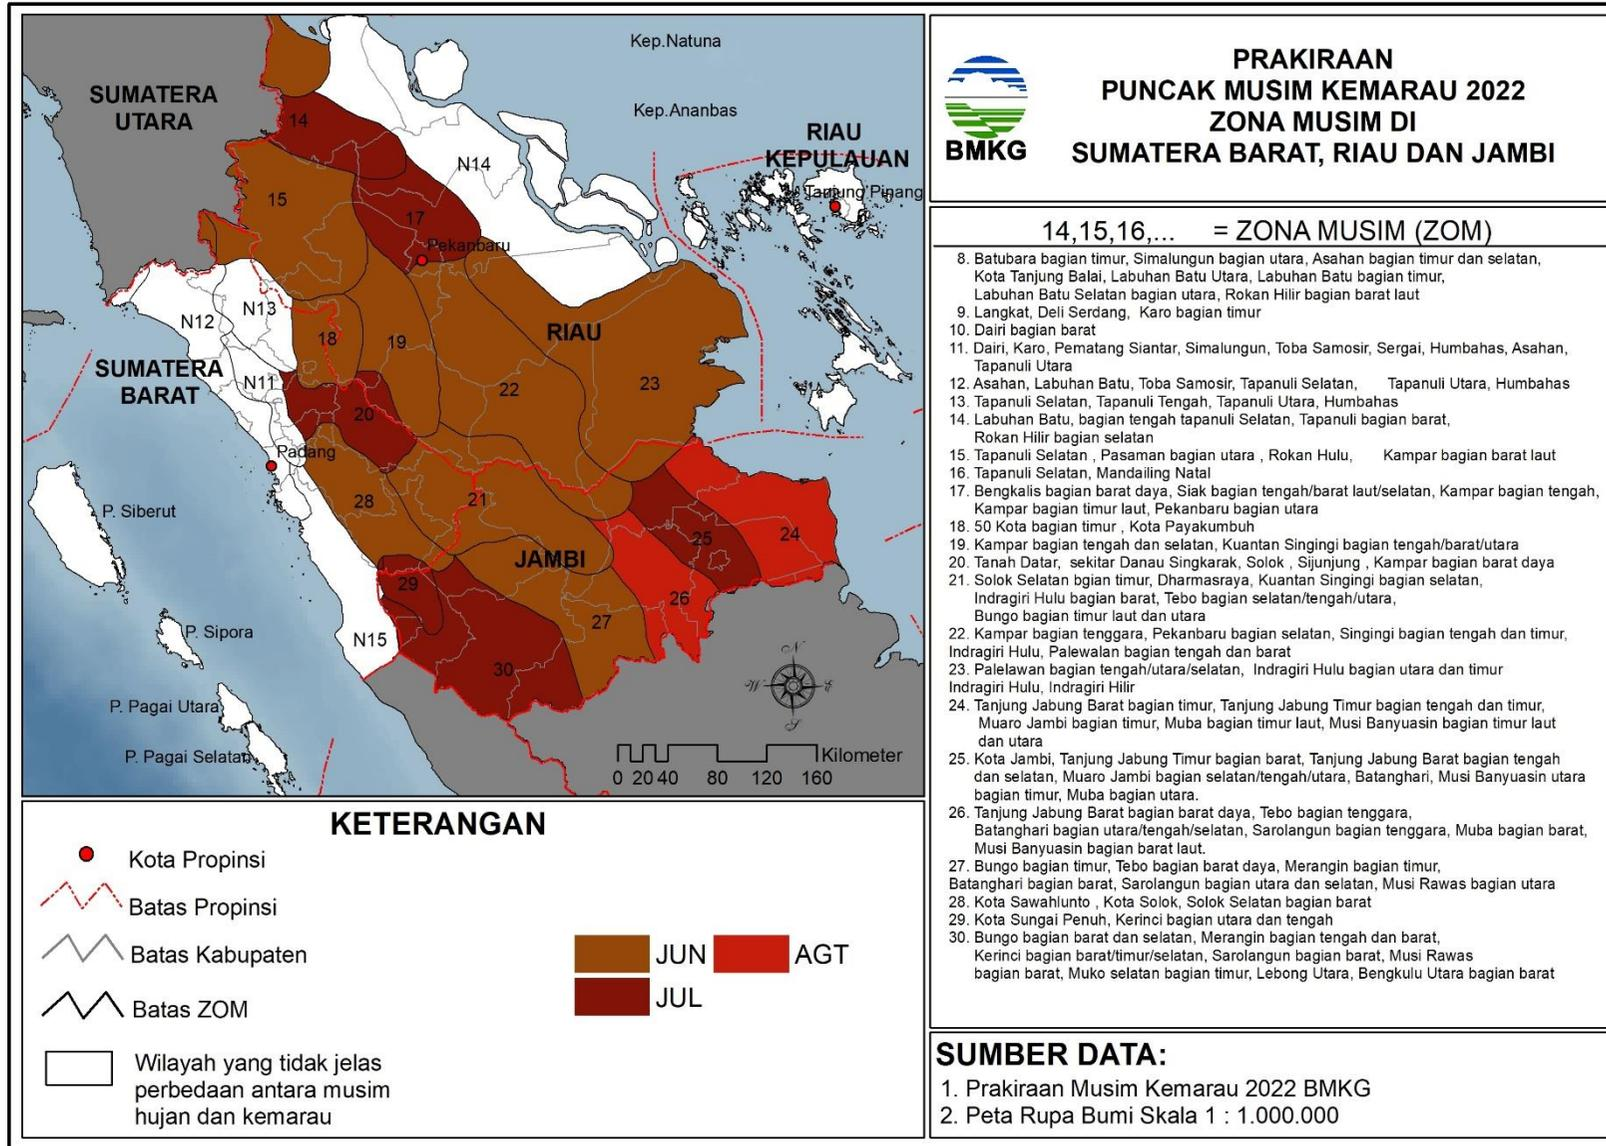 Kep.Natuna
SUMATERA
UTARA
Kep.Ananbas
RIAU
KEPULAUAN
14
N14
Tanjung Pinang
15
17
Pekanbaru
N13
N12
RIAU
18
19
SUMATERA
BARAT
N11
22
23
20
Padang
28
21
P. Siberut
25
24
JAMBI
29
26
27
P. Sipora
N15
N
W
E
S
30
P. Pagai Utara
P. Pagai Selatan
Kilometer
0 20 40 80 120 160
KETERANGAN
Kota Propinsi
Batas Propinsi
Batas Kabupaten
Batas ZOM
Wilayah yang tidak jelas
perbedaan antara musim
hujan dan kemarau
JUN
AGT
JUL
BMKG
PRAKIRAAN
PUNCAK MUSIM KEMARAU 2022
ZONA MUSIM DI
SUMATERA BARAT, RIAU DAN JAMBI
14,15,16,... = ZONA MUSIM (ZOM)
8. Batubara bagian timur, Simalungun bagian utara, Asahan bagian timur dan selatan,
Kota Tanjung Balai, Labuhan Batu Utara, Labuhan Batu bagian timur,
Labuhan Batu Selatan bagian utara, Rokan Hilir bagian barat laut
9. Langkat, Deli Serdang, Karo bagian timur
10. Dairi bagian barat
11. Dairi, Karo, Pematang Siantar, Simalungun, Toba Samosir, Sergai, Humbahas, Asahan,
Tapanuli Utara
12. Asahan, Labuhan Batu, Toba Samosir, Tapanuli Selatan, Tapanuli Utara, Humbahas
13. Tapanuli Selatan, Tapanuli Tengah, Tapanuli Utara, Humbahas
14. Labuhan Batu, bagian tengah tapanuli Selatan, Tapanuli bagian barat,
Rokan Hilir bagian selatan
15. Tapanuli Selatan , Pasaman bagian utara , Rokan Hulu, Kampar bagian barat laut
16. Tapanuli Selatan, Mandailing Natal
17. Bengkalis bagian barat daya, Siak bagian tengah/barat laut/selatan, Kampar bagian tengah,
Kampar bagian timur laut, Pekanbaru bagian utara
18. 50 Kota bagian timur , Kota Payakumbuh
19. Kampar bagian tengah dan selatan, Kuantan Singingi bagian tengah/barat/utara
20. Tanah Datar, sekitar Danau Singkarak, Solok , Sijunjung , Kampar bagian barat daya
21. Solok Selatan bgian timur, Dharmasraya, Kuantan Singingi bagian selatan,
Indragiri Hulu bagian barat, Tebo bagian selatan/tengah/utara,
Bungo bagian timur laut dan utara
22. Kampar bagian tenggara, Pekanbaru bagian selatan, Singingi bagian tengah dan timur,
Indragiri Hulu, Palewalan bagian tengah dan barat
23. Palelawan bagian tengah/utara/selatan, Indragiri Hulu bagian utara dan timur
Indragiri Hulu, Indragiri Hilir
24. Tanjung Jabung Barat bagian timur, Tanjung Jabung Timur bagian tengah dan timur,
Muaro Jambi bagian timur, Muba bagian timur laut, Musi Banyuasin bagian timur laut
dan utara
25. Kota Jambi, Tanjung Jabung Timur bagian barat, Tanjung Jabung Barat bagian tengah
dan selatan, Muaro Jambi bagian selatan/tengah/utara, Batanghari, Musi Banyuasin utara
bagian timur, Muba bagian utara.
26. Tanjung Jabung Barat bagian barat daya, Tebo bagian tenggara,
Batanghari bagian utara/tengah/selatan, Sarolangun bagian tenggara, Muba bagian barat,
Musi Banyuasin bagian barat laut.
27. Bungo bagian timur, Tebo bagian barat daya, Merangin bagian timur,
Batanghari bagian barat, Sarolangun bagian utara dan selatan, Musi Rawas bagian utara
28. Kota Sawahlunto , Kota Solok, Solok Selatan bagian barat
29. Kota Sungai Penuh, Kerinci bagian utara dan tengah
30. Bungo bagian barat dan selatan, Merangin bagian tengah dan barat,
Kerinci bagian barat/timur/selatan, Sarolangun bagian barat, Musi Rawas
bagian barat, Muko selatan bagian timur, Lebong Utara, Bengkulu Utara bagian barat
SUMBER DATA:
1. Prakiraan Musim Kemarau 2022 BMKG
2. Peta Rupa Bumi Skala 1 : 1.000.000